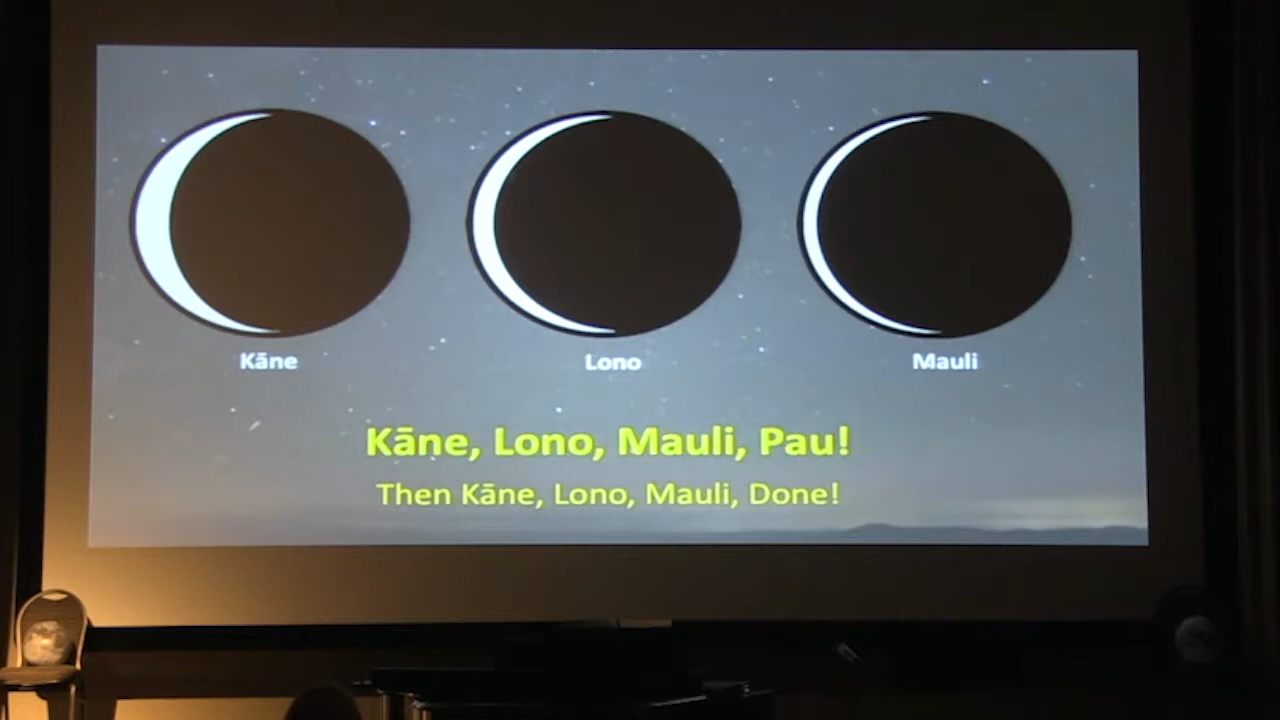 Kāne
Lono
Mauli
Kāne, Lono, Mauli, Pau!
Then Kāne, Lono, Mauli, Done!